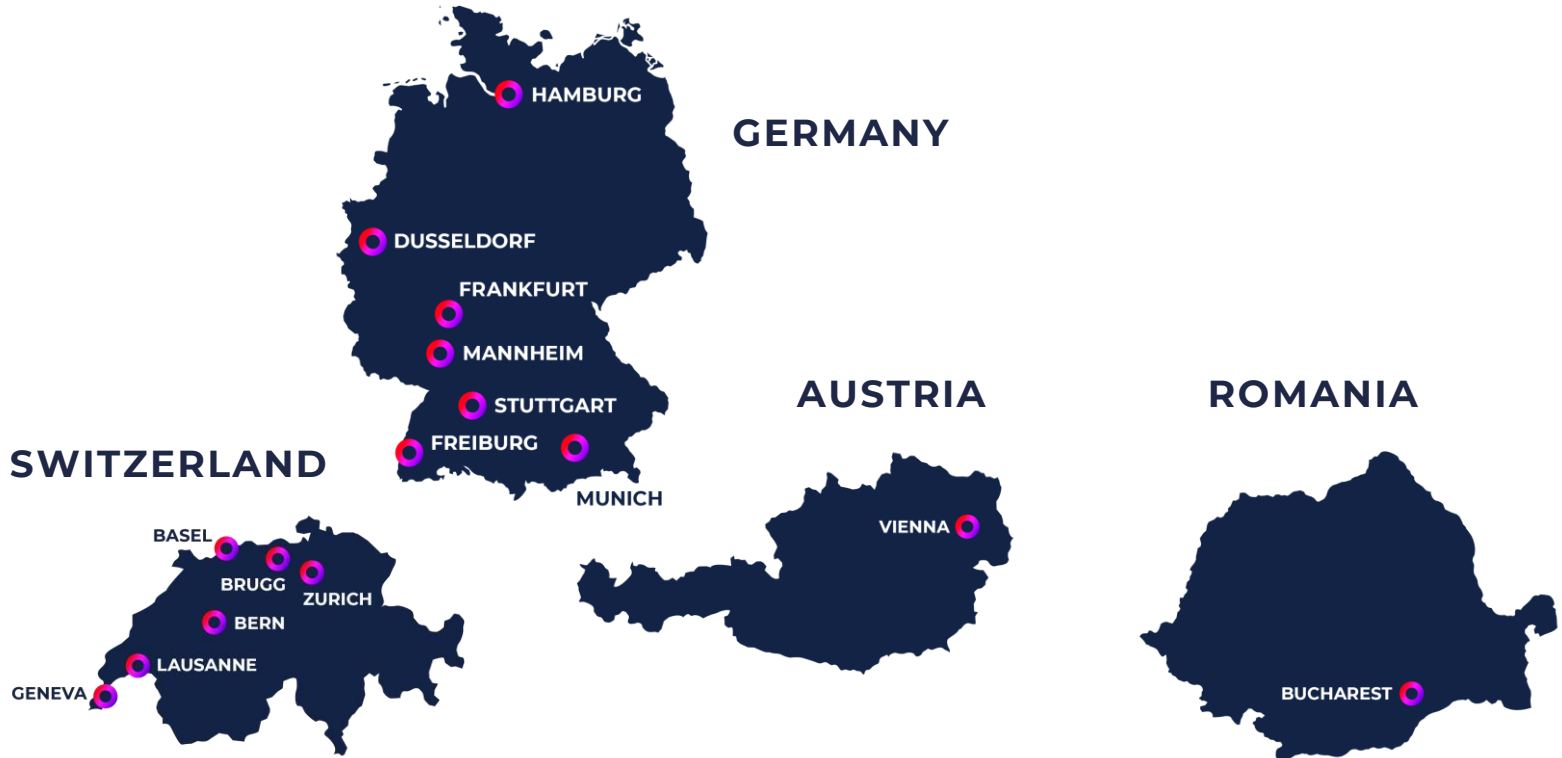 HAMBURG
GERMANY
DUSSELDORF
FRANKFURT
MANNHEIM
STUTTGART
FREIBURG
MUNICH
SWITZERLAND
BASEL
BRUGG
ZURICH
BERN
LAUSANNE
GENEVA
AUSTRIA
VIENNA
ROMANIA
BUCHAREST